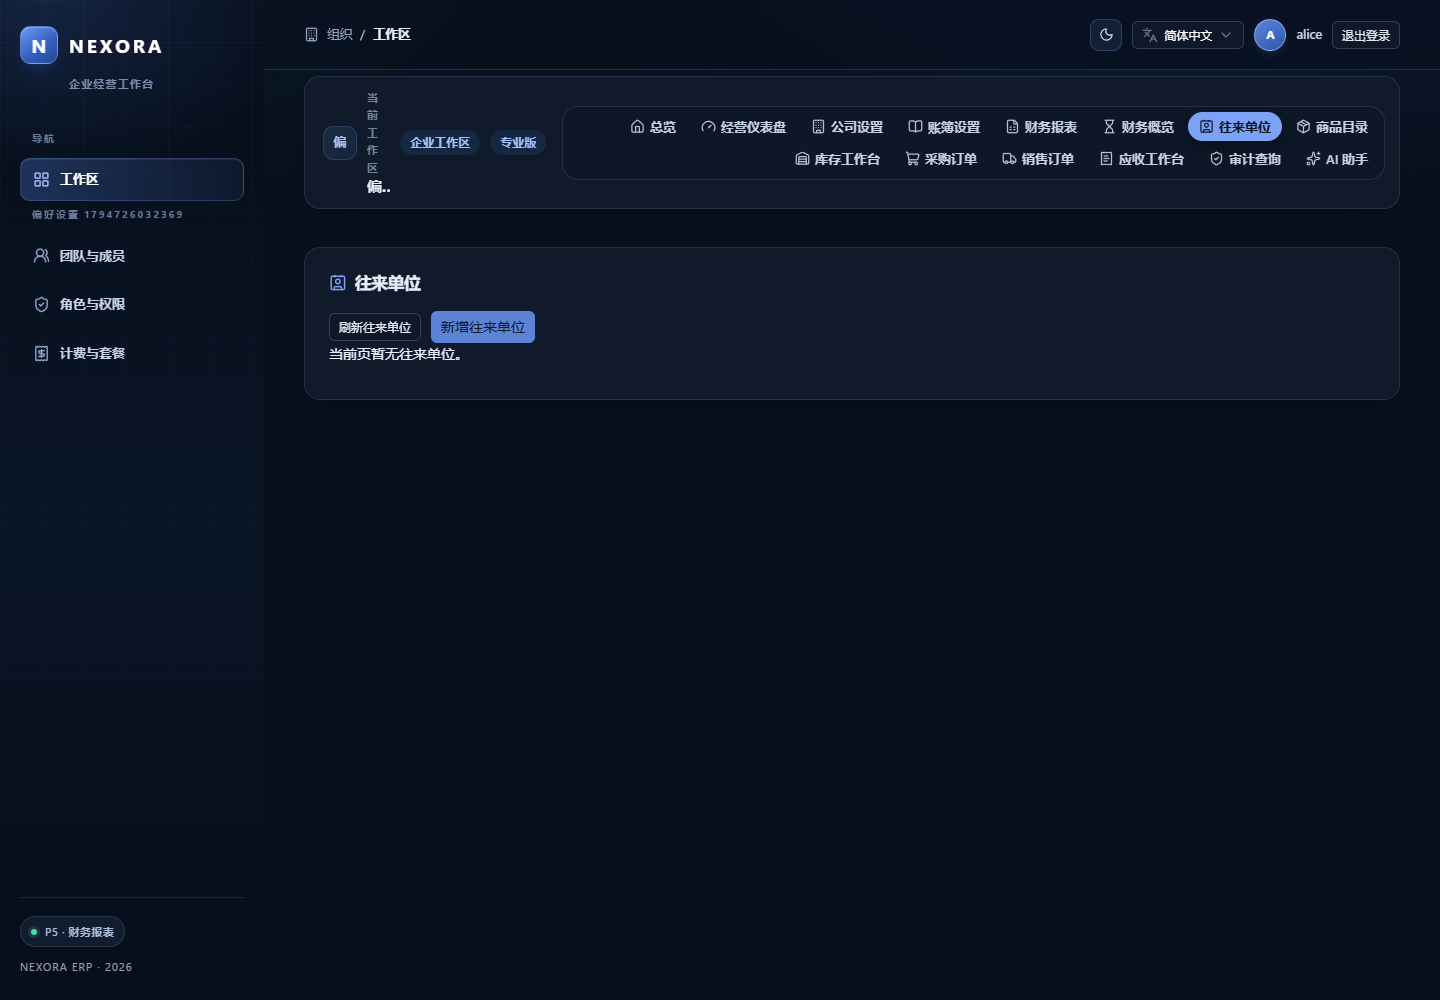 N NEXORA
企业经营工作台
导航
工作区
偏好设置 1794726032369
团队与成员
角色与权限
计费与套餐
P5 · 财务报表
NEXORA ERP · 2026
组织 / 工作区
简体中文
A alice
退出登录
偏
当前工作区
偏..
企业工作区
专业版
总览 经营仪表盘 公司设置 账簿设置 财务报表 财务概览 往来单位 商品目录
库存工作台 采购订单 销售订单 应收工作台 审计查询 AI 助手
往来单位
刷新往来单位 新增往来单位
当前页暂无往来单位。